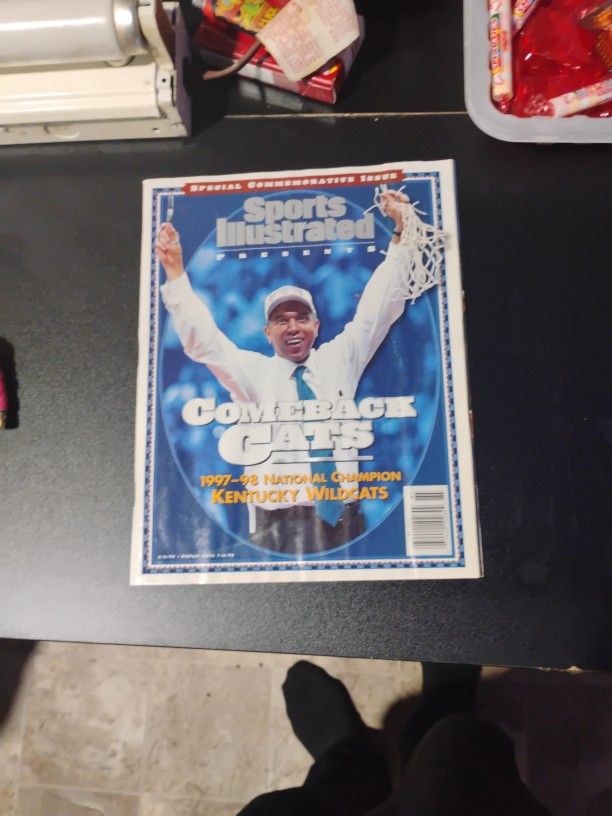 SPECIAL COMMEMORATIVE ISSUE
Sports
Illustrated
PRESENTS
COMEBACK
CATS
1997-98 NATIONAL CHAMPION
KENTUCKY WILDCATS